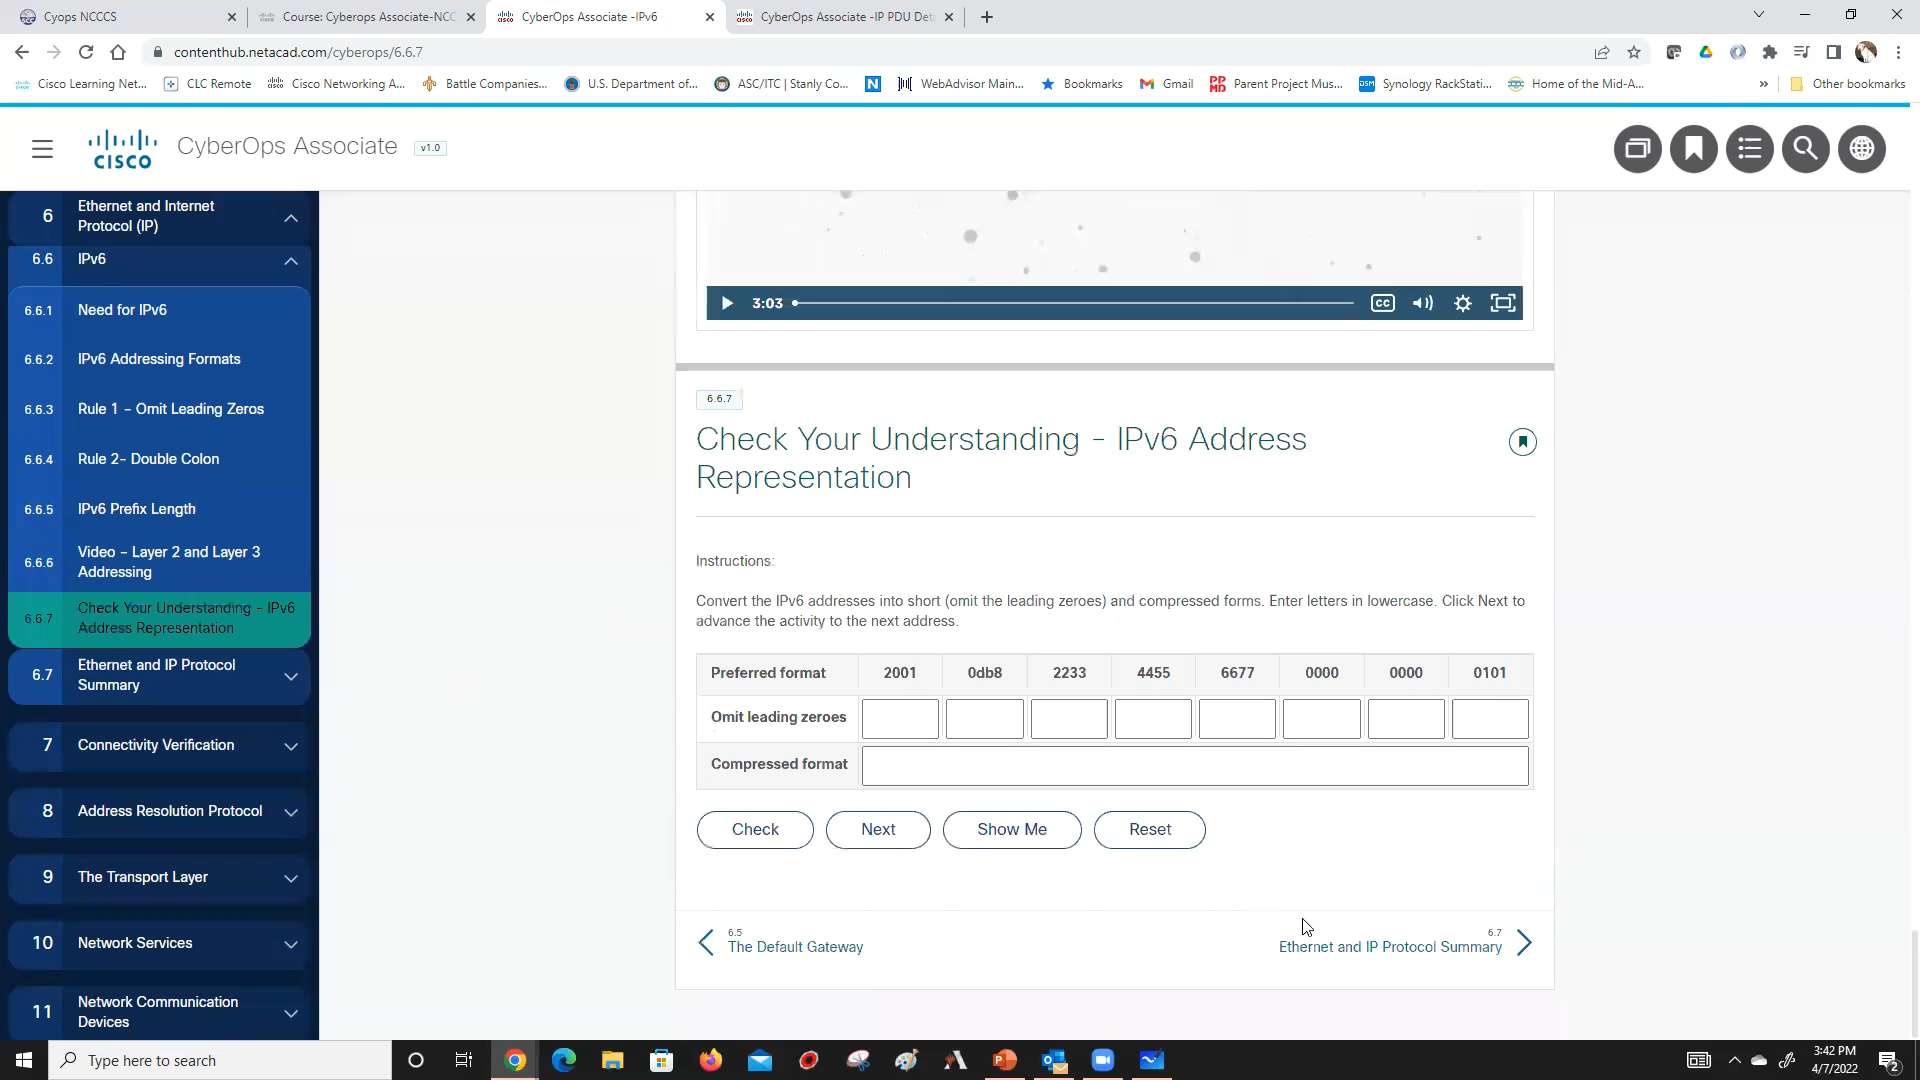 Cyops NCCCS
Course: Cyberops Associate-NCC
CyberOps Associate -IPv6
CyberOps Associate -IP PDU Deta
contenthub.netacad.com/cyberops/6.6.7
Cisco Learning Net...
CLC Remote
Cisco Networking A...
Battle Companies...
U.S. Department of...
ASC/ITC | Stanly Co...
N
WebAdvisor Main...
Bookmarks
Gmail
Parent Project Mus...
Synology RackStati...
Home of the Mid-A...
»
Other bookmarks
CISCO
CyberOps Associate
v1.0
6
Ethernet and Internet
Protocol (IP)
6.6
IPv6
6.6.1
Need for IPv6
6.6.2
IPv6 Addressing Formats
6.6.3
Rule 1 – Omit Leading Zeros
6.6.4
Rule 2- Double Colon
6.6.5
IPv6 Prefix Length
6.6.6
Video – Layer 2 and Layer 3
Addressing
6.6.7
Check Your Understanding - IPv6
Address Representation
6.7
Ethernet and IP Protocol
Summary
7
Connectivity Verification
8
Address Resolution Protocol
9
The Transport Layer
10
Network Services
11
Network Communication
Devices
3:03
CC
6.6.7
Check Your Understanding - IPv6 Address
Representation
Instructions:
Convert the IPv6 addresses into short (omit the leading zeroes) and compressed forms. Enter letters in lowercase. Click Next to
advance the activity to the next address.
Preferred format 2001 0db8 2233 4455 6677 0000 0000 0101
Omit leading zeroes
Compressed format
Check
Next
Show Me
Reset
6.5
The Default Gateway
6.7
Ethernet and IP Protocol Summary
Type here to search
3:42 PM
4/7/2022
2